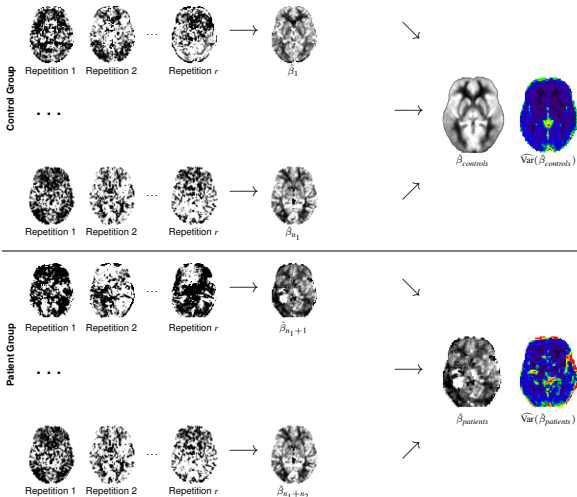 Control Group
... 
Repetition 1 Repetition 2 Repetition r β̂₁
. . .
β̂controls V̂ar(β̂controls)
...
Repetition 1 Repetition 2 Repetition r β̂n₁
Patient Group
...
Repetition 1 Repetition 2 Repetition r β̂n₁+1
. . .
β̂patients V̂ar(β̂patients)
...
Repetition 1 Repetition 2 Repetition r β̂n₁+n₂